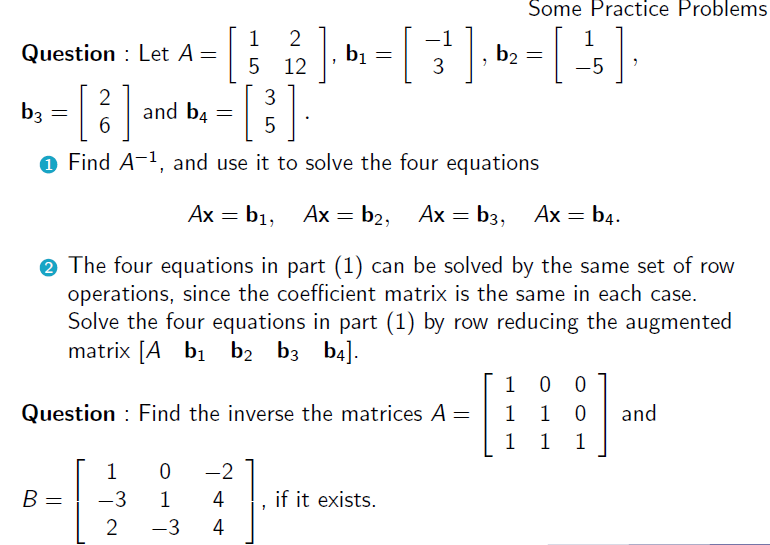 Some Practice Problems
Question : Let A = [ 1 2 ; 5 12 ], b₁ = [ −1 ; 3 ], b₂ = [ 1 ; −5 ],
b₃ = [ 2 ; 6 ] and b₄ = [ 3 ; 5 ].
1 Find A⁻¹, and use it to solve the four equations
Ax = b₁, Ax = b₂, Ax = b₃, Ax = b₄.
2 The four equations in part (1) can be solved by the same set of row
operations, since the coefficient matrix is the same in each case.
Solve the four equations in part (1) by row reducing the augmented
matrix [A b₁ b₂ b₃ b₄].
Question : Find the inverse the matrices A = [ 1 0 0 ; 1 1 0 ; 1 1 1 ] and
B = [ 1 0 −2 ; −3 1 4 ; 2 −3 4 ], if it exists.